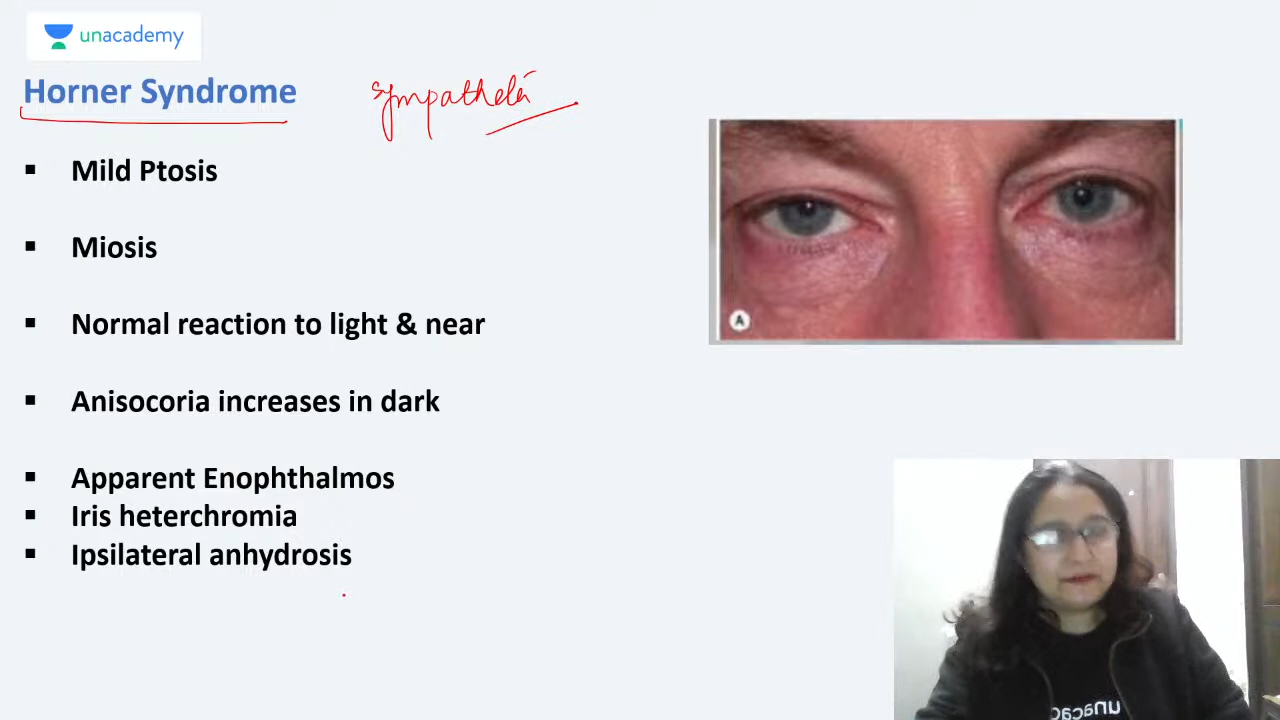 unacademy
Horner Syndrome
▪ Mild Ptosis
▪ Miosis
▪ Normal reaction to light & near
▪ Anisocoria increases in dark
▪ Apparent Enophthalmos
▪ Iris heterchromia
▪ Ipsilateral anhydrosis
A